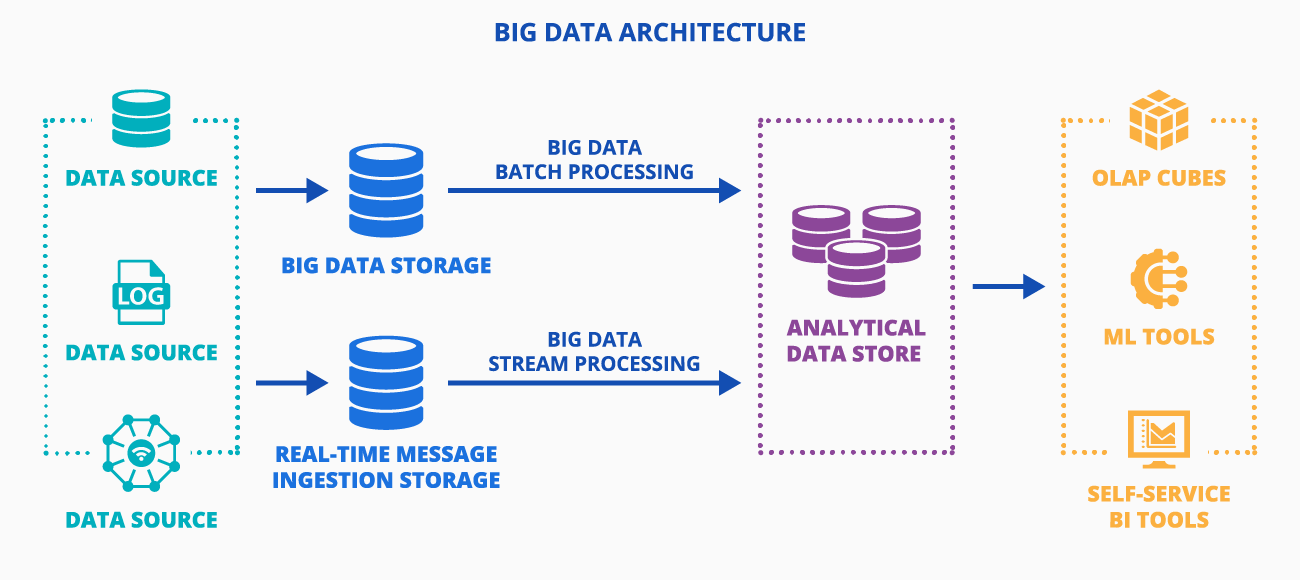 BIG DATA ARCHITECTURE
DATA SOURCE
LOG
DATA SOURCE
DATA SOURCE
BIG DATA STORAGE
REAL-TIME MESSAGE
INGESTION STORAGE
BIG DATA
BATCH PROCESSING
BIG DATA
STREAM PROCESSING
ANALYTICAL
DATA STORE
OLAP CUBES
ML TOOLS
SELF-SERVICE
BI TOOLS